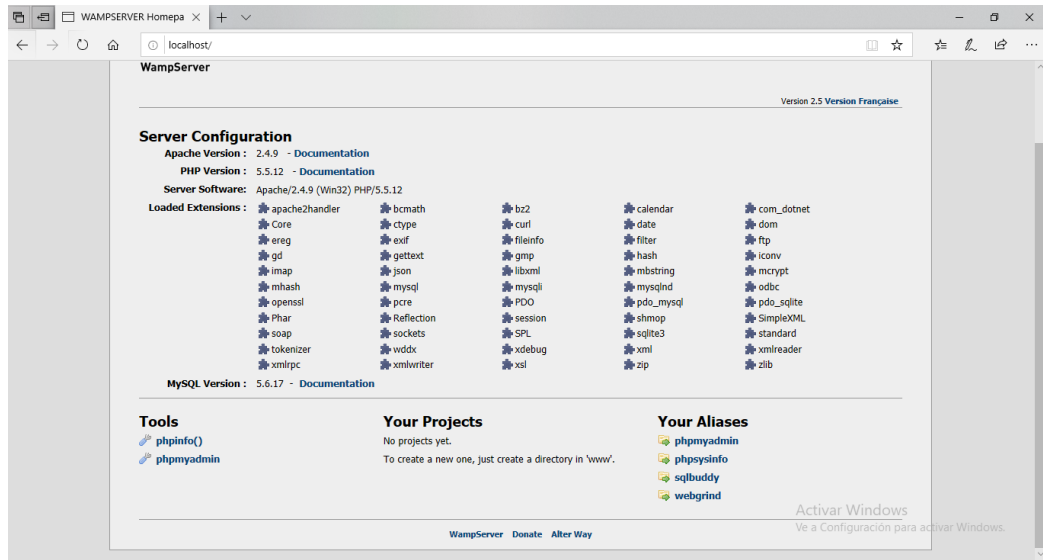 WAMPSERVER Homepa
localhost/
WampServer
Version 2.5 Version Française
Server Configuration
Apache Version : 2.4.9 - Documentation
PHP Version : 5.5.12 - Documentation
Server Software: Apache/2.4.9 (Win32) PHP/5.5.12
Loaded Extensions : apache2handler bcmath bz2 calendar com_dotnet
Core ctype curl date dom
ereg exif fileinfo filter ftp
gd gettext gmp hash iconv
imap json libxml mbstring mcrypt
mhash mysql mysqli mysqlnd odbc
openssl pcre PDO pdo_mysql pdo_sqlite
Phar Reflection session shmop SimpleXML
soap sockets SPL sqlite3 standard
tokenizer wddx xdebug xml xmlreader
xmlrpc xmlwriter xsl zip zlib
MySQL Version : 5.6.17 - Documentation
Tools Your Projects Your Aliases
phpinfo() No projects yet. phpmyadmin
phpmyadmin To create a new one, just create a directory in 'www'. phpsysinfo
sqlbuddy
webgrind
Activar Windows
Ve a Configuración para activar Windows.
WampServer Donate Alter Way